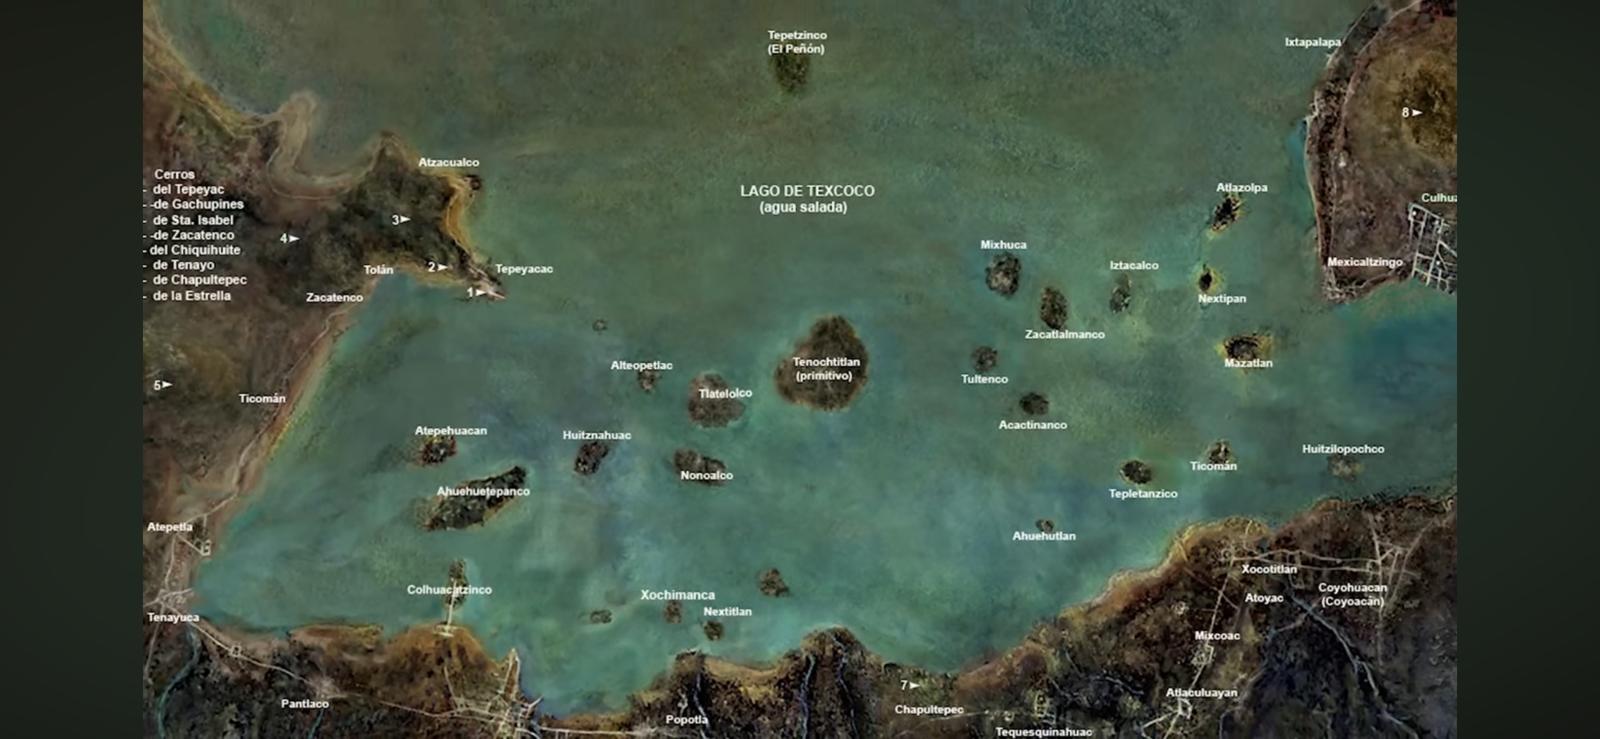 Tepetzinco
(El Peñón)
Ixtapalapa
8
Atzacualco
Cerros
- del Tepeyac
- -de Gachupines
- de Sta. Isabel
- -de Zacatenco
- del Chiquihuite
- de Tenayo
- de Chapultepec
- de la Estrella
LAGO DE TEXCOCO
(agua salada)
Atlazolpa
Culhua
3
4
Mixhuca
Mexicaltzingo
Tolán
2
Tepeyacac
Iztacalco
Zacatenco
1
Nextipan
Zacatlalmanco
Alteopetlac
Tenochtitlan
(primitivo)
Mazatlan
Tultenco
5
Ticomán
Tlatelolco
Acactinanco
Atepehuacan
Huitznahuac
Huitzilopochco
Nonoalco
Ticomán
Ahuehuetepanco
Tepletanzico
Atepetla
Ahuehutlan
Xocotitlan
Colhuacatzinco
Xochimanca
Coyohuacan
(Coyoacán)
Atoyac
Nextitlan
Tenayuca
Mixcoac
7
Atlaculuayan
Pantlaco
Chapultepec
Popotla
Tequesquinahuac